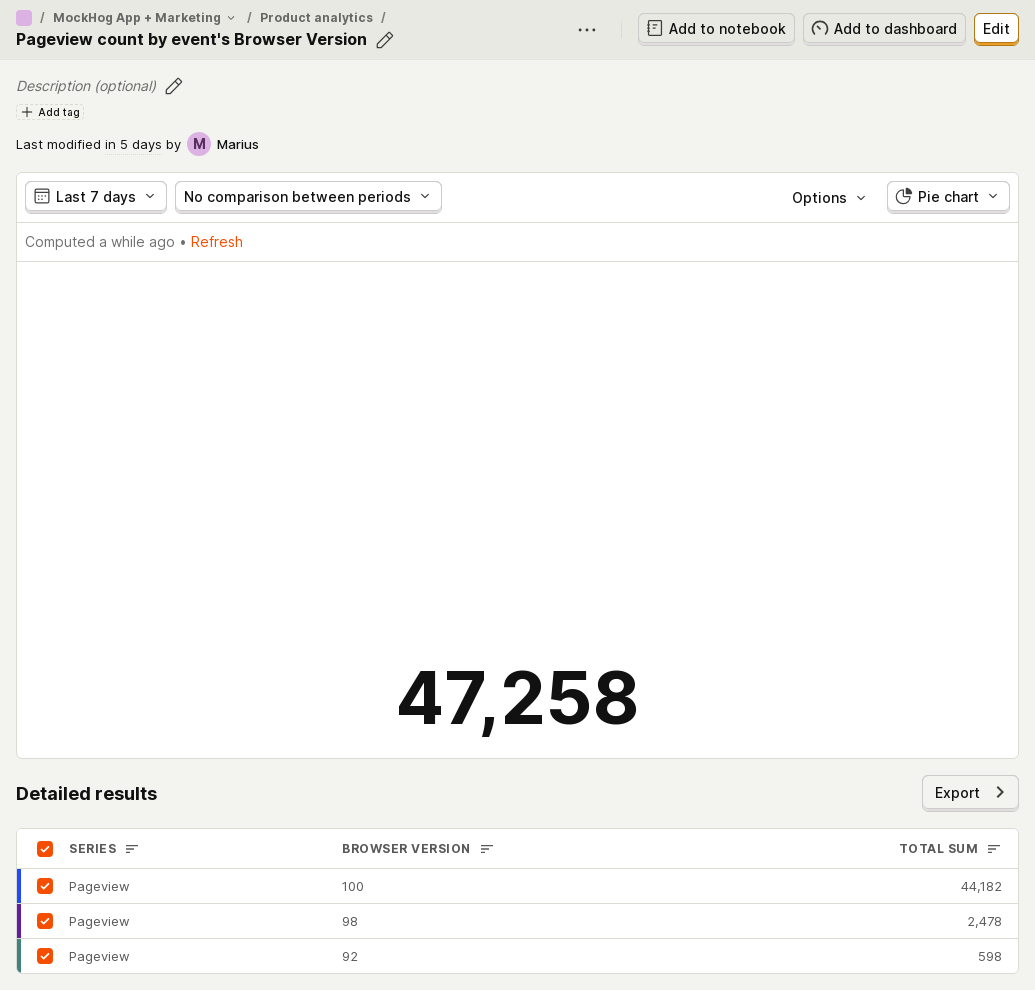 / MockHog App + Marketing / Product analytics /
Pageview count by event's Browser Version
Add to notebook
Add to dashboard
Edit
Description (optional)
Add tag
Last modified in 5 days by M Marius
Last 7 days
No comparison between periods
Options
Pie chart
Computed a while ago • Refresh
47,258
Detailed results
Export
SERIES BROWSER VERSION TOTAL SUM
Pageview 100 44,182
Pageview 98 2,478
Pageview 92 598